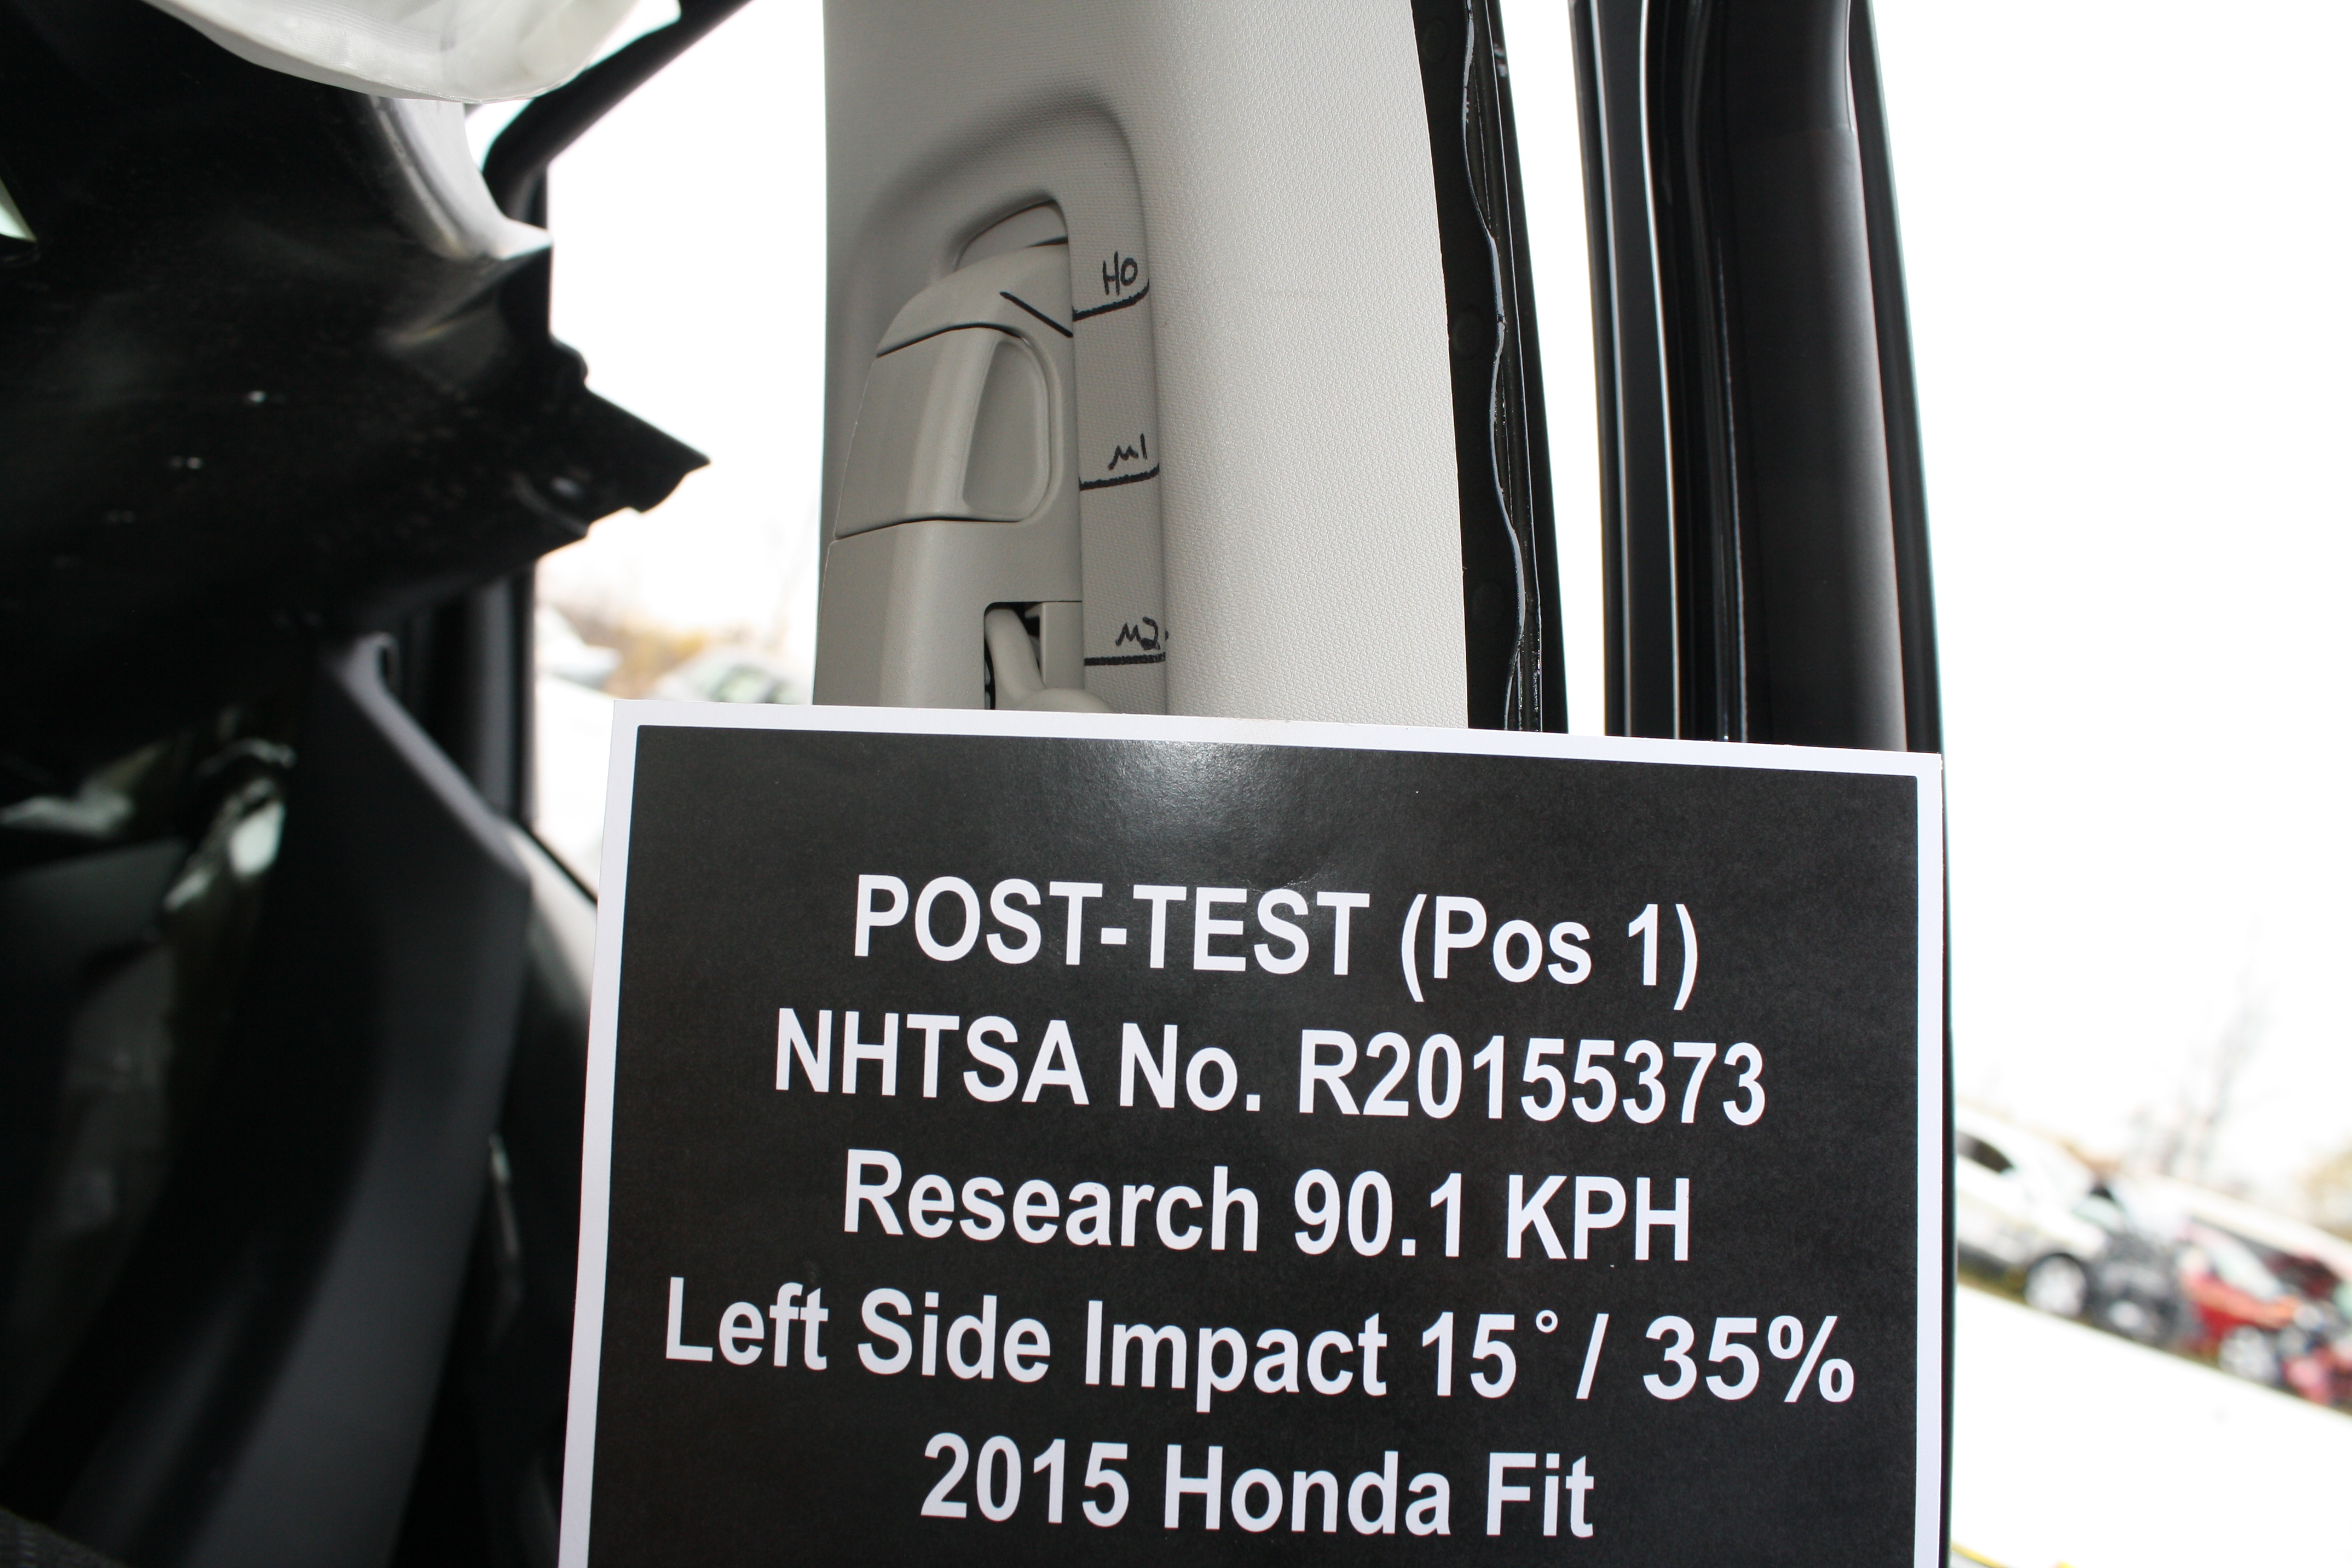 H0
M1
M2
POST-TEST (Pos 1)
NHTSA No. R20155373
Research 90.1 KPH
Left Side Impact 15° / 35%
2015 Honda Fit